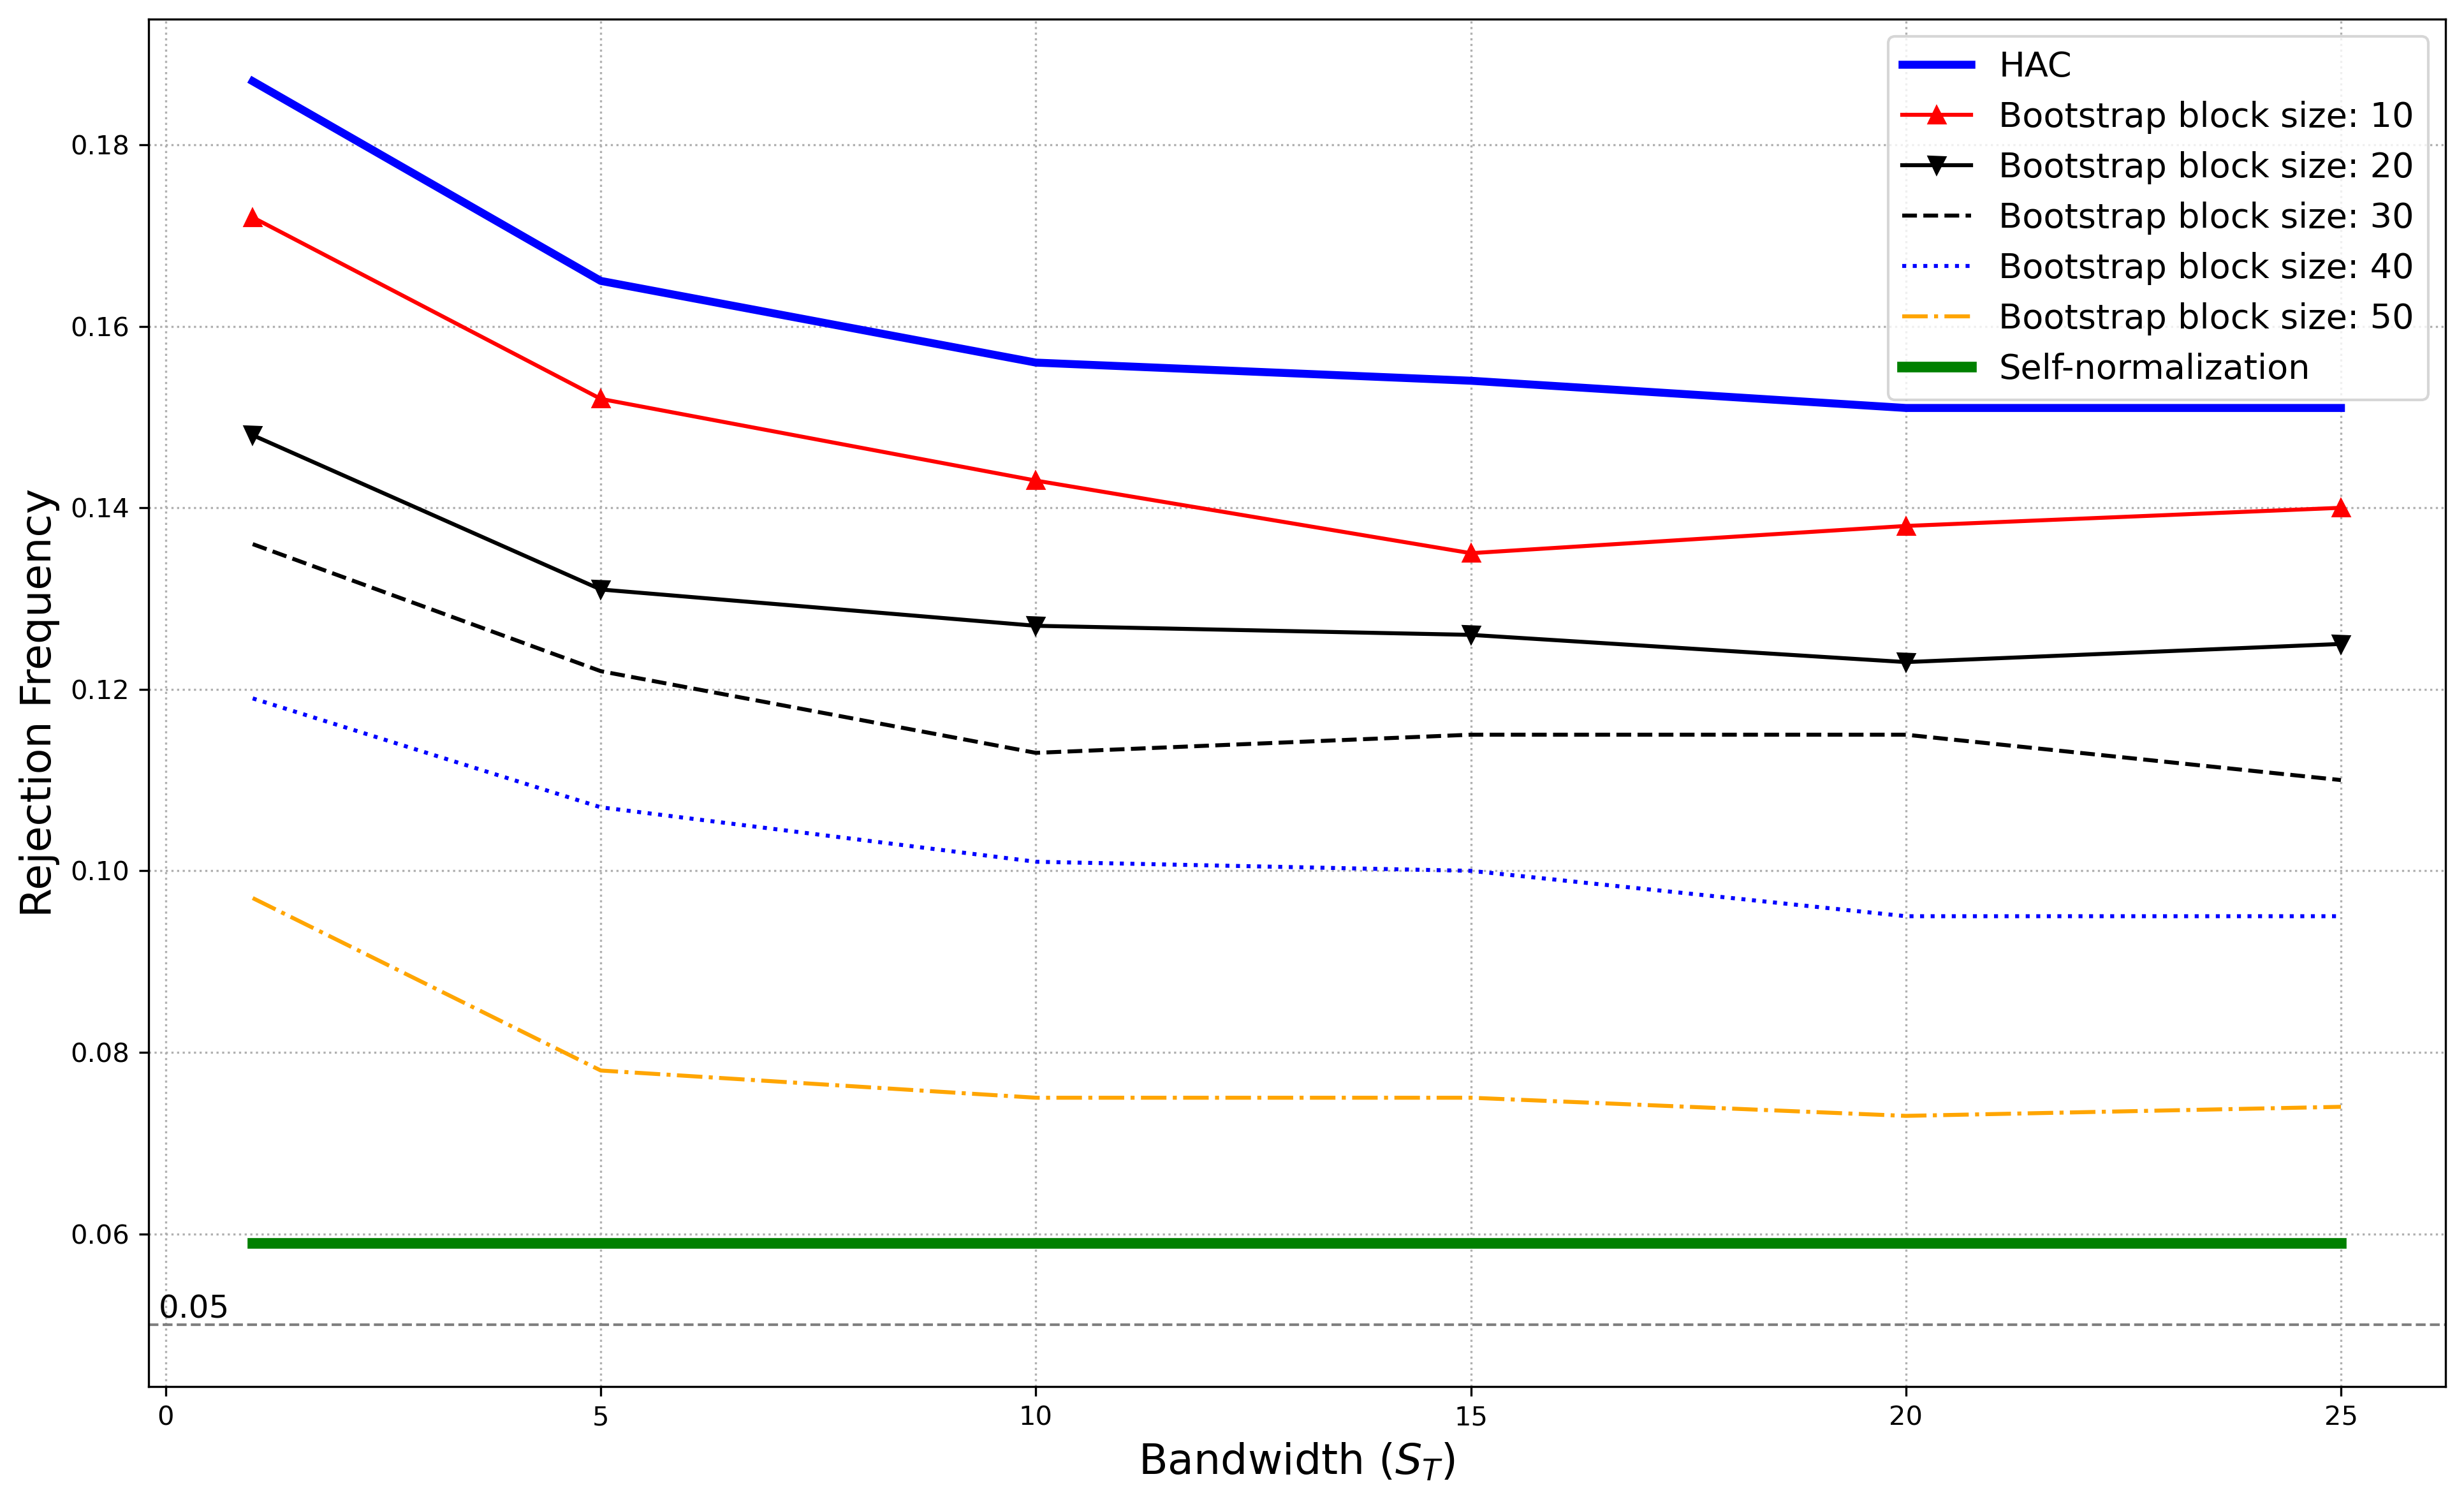 HAC
Bootstrap block size: 10
Bootstrap block size: 20
Bootstrap block size: 30
Bootstrap block size: 40
Bootstrap block size: 50
Self-normalization
Rejection Frequency
0.18
0.16
0.14
0.12
0.10
0.08
0.06
0.05
0 5 10 15 20 25
Bandwidth (S_T)